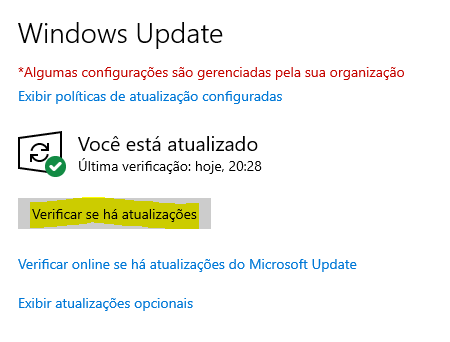 Windows Update
*Algumas configurações são gerenciadas pela sua organização
Exibir políticas de atualização configuradas
Você está atualizado
Última verificação: hoje, 20:28
Verificar se há atualizações
Verificar online se há atualizações do Microsoft Update
Exibir atualizações opcionais